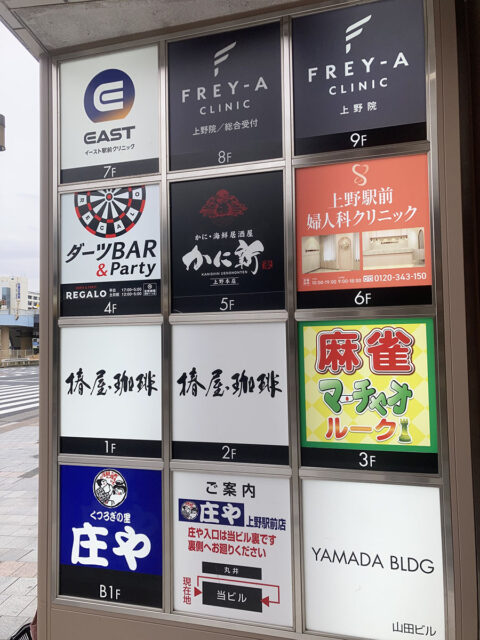 EAST
イースト駅前クリニック
7F
FREY-A
CLINIC
上野院/総合受付
8F
FREY-A
CLINIC
上野院
9F
REGALO
ダーツBAR
&Party
REGALO
4F
かに・海鮮居酒屋
かに新
上野本店
5F
上野駅前
婦人科クリニック
10:00-19:00
0120-343-150
6F
椿屋珈琲
1F
椿屋珈琲
2F
麻雀
マーチャオ
ルーク
3F
くつろぎの里
庄や
B1F
ご案内
庄や 上野駅前店
庄や入口は当ビル裏です
裏側へお廻りください
丸井
現在地
当ビル
YAMADA BLDG
山田ビル